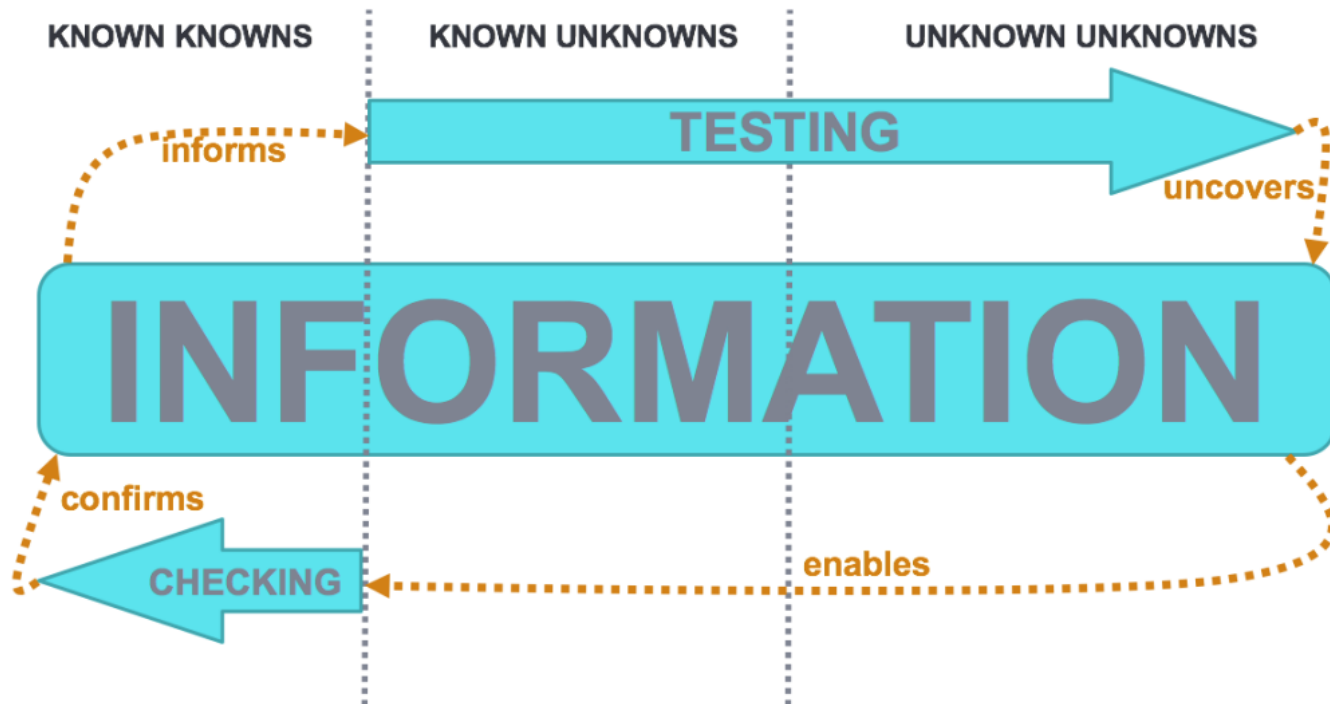 KNOWN KNOWNS
KNOWN UNKNOWNS
UNKNOWN UNKNOWNS
TESTING
informs
uncovers
INFORMATION
confirms
enables
CHECKING